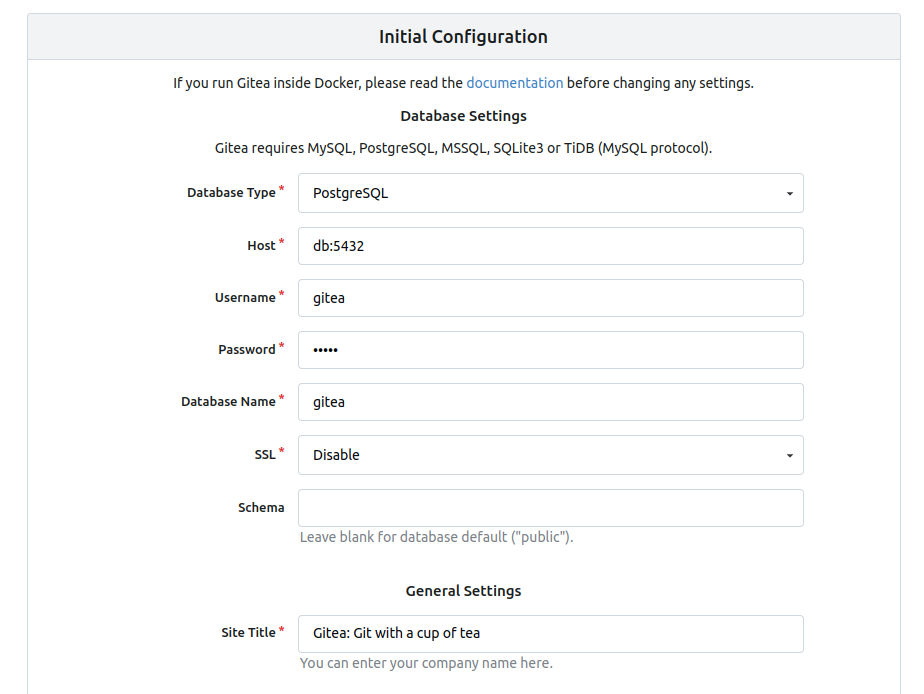 Initial Configuration
If you run Gitea inside Docker, please read the documentation before changing any settings.
Database Settings
Gitea requires MySQL, PostgreSQL, MSSQL, SQLite3 or TiDB (MySQL protocol).
Database Type * PostgreSQL
Host * db:5432
Username * gitea
Password * •••••
Database Name * gitea
SSL * Disable
Schema
Leave blank for database default ("public").
General Settings
Site Title * Gitea: Git with a cup of tea
You can enter your company name here.